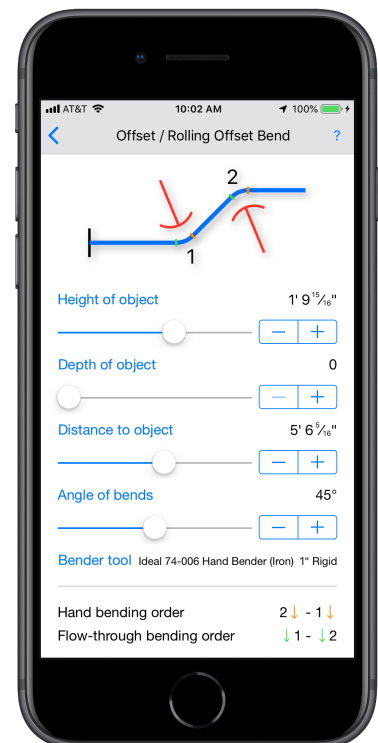 AT&T 10:02 AM 100%
Offset / Rolling Offset Bend ?
2
1
Height of object 1' 9 15⁄16"
Depth of object 0
Distance to object 5' 6 5⁄16"
Angle of bends 45°
Bender tool Ideal 74-006 Hand Bender (Iron) 1" Rigid
Hand bending order 2↓ - 1↓
Flow-through bending order ↓1 - ↓2